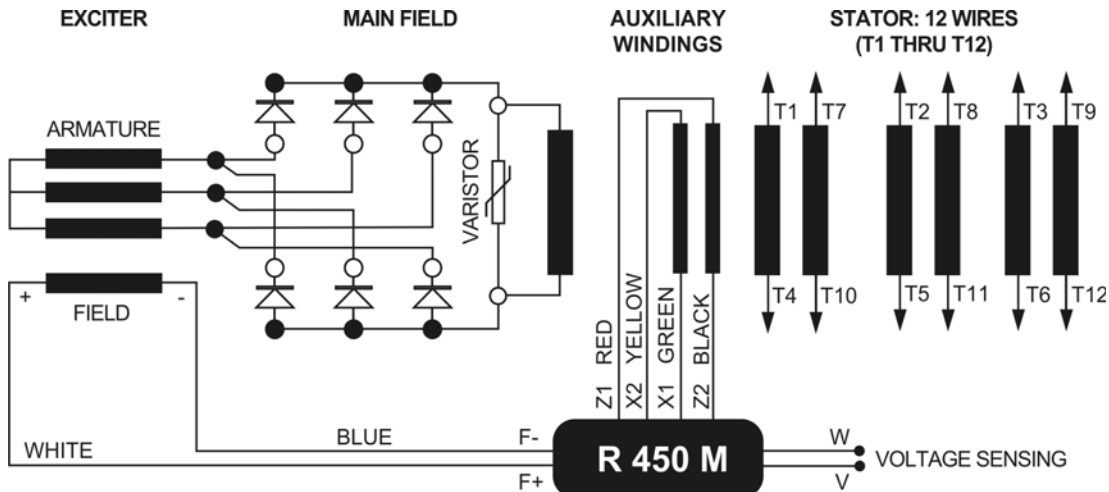 EXCITER
MAIN FIELD
AUXILIARY
WINDINGS
STATOR: 12 WIRES
(T1 THRU T12)
ARMATURE
VARISTOR
T1
T7
T2
T8
T3
T9
+
-
FIELD
T4
T10
T5
T11
T6
T12
Z1 RED
X2 YELLOW
X1 GREEN
Z2 BLACK
WHITE
BLUE
F-
F+
R 450 M
W
V
VOLTAGE SENSING